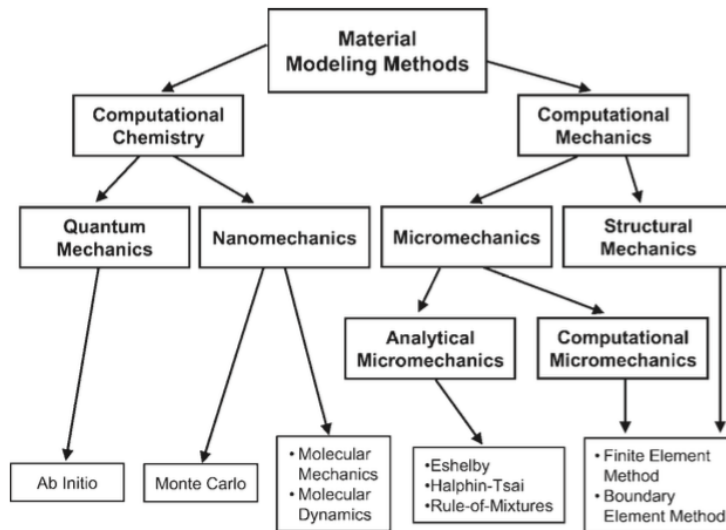 Material
Modeling Methods
Computational
Chemistry
Computational
Mechanics
Quantum
Mechanics
Nanomechanics
Micromechanics
Structural
Mechanics
Analytical
Micromechanics
Computational
Micromechanics
Ab Initio
Monte Carlo
• Molecular
Mechanics
• Molecular
Dynamics
•Eshelby
•Halphin-Tsai
•Rule-of-Mixtures
• Finite Element
Method
• Boundary
Element Method